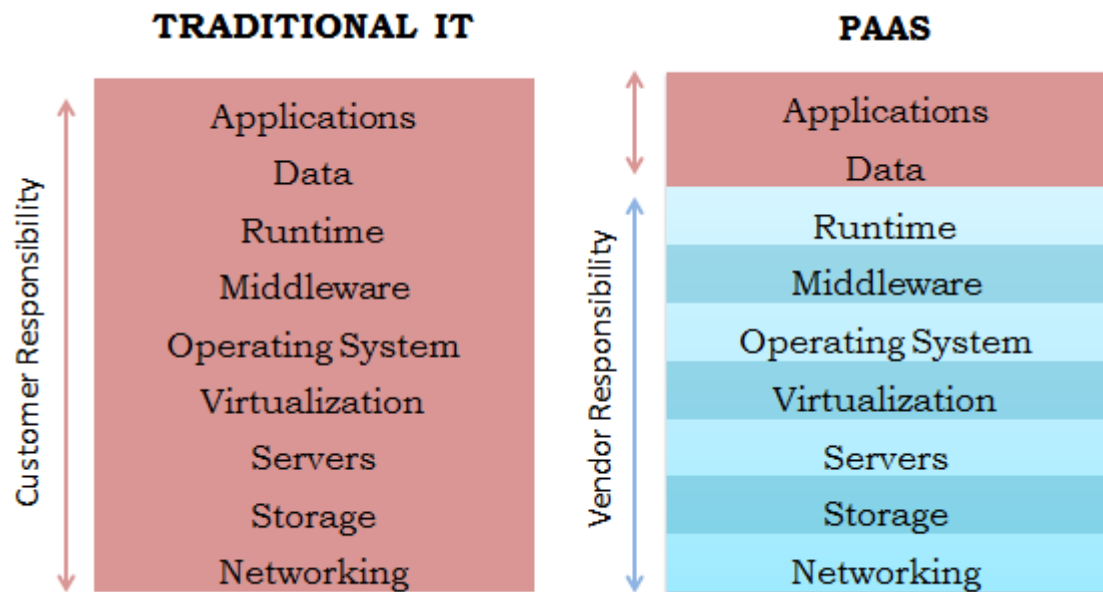 TRADITIONAL IT
Customer Responsibility
Applications
Data
Runtime
Middleware
Operating System
Virtualization
Servers
Storage
Networking
PAAS
Vendor Responsibility
Applications
Data
Runtime
Middleware
Operating System
Virtualization
Servers
Storage
Networking